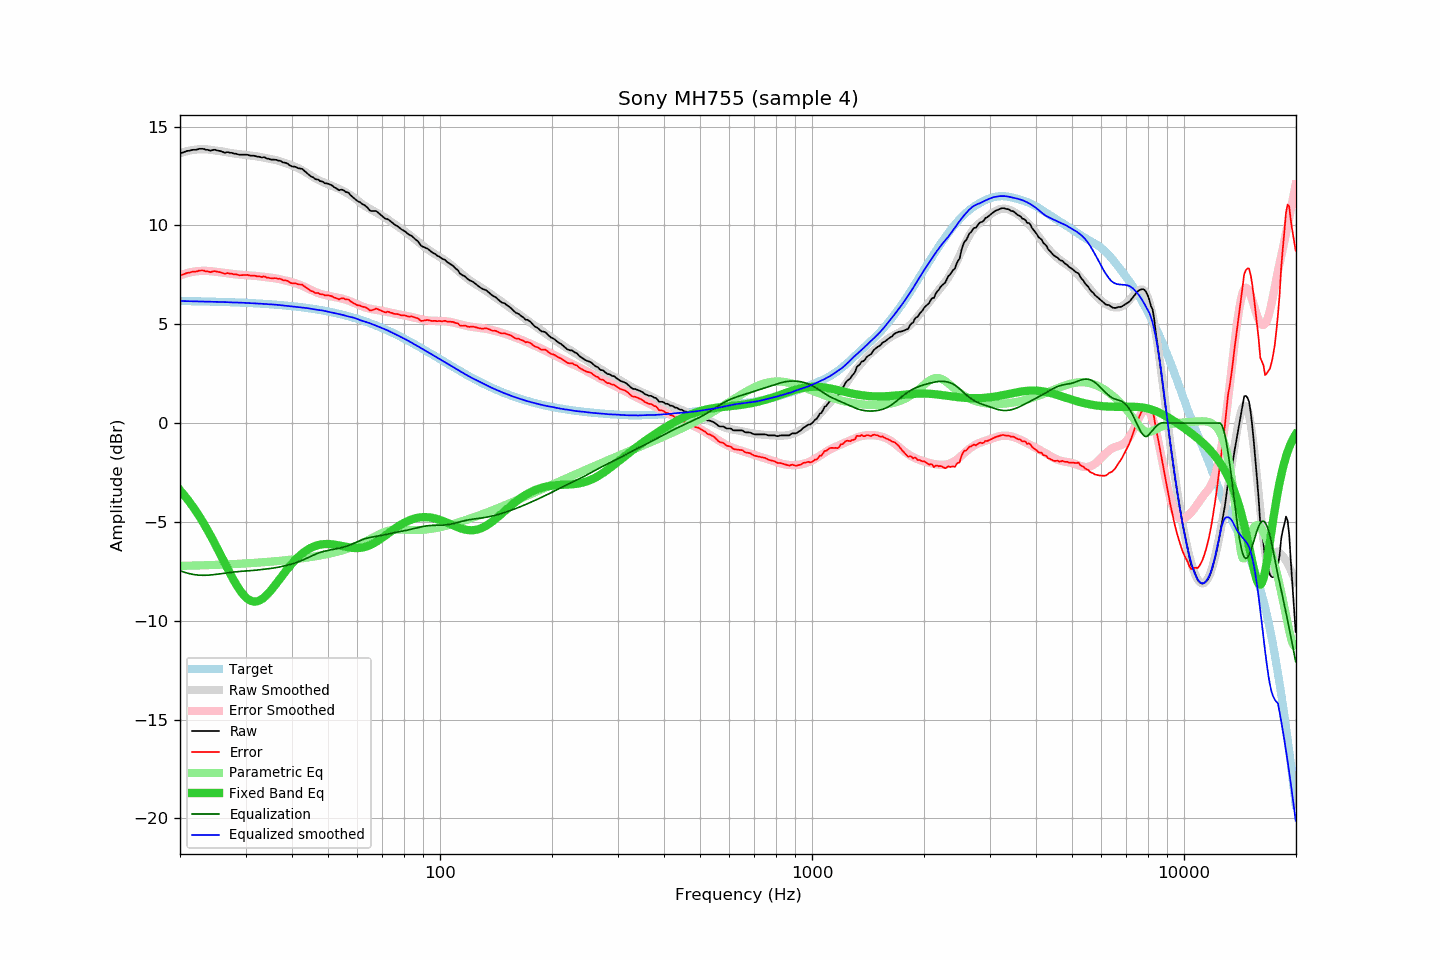 Sony MH755 (sample 4)
15
10
5
0
−5
−10
−15
−20
Amplitude (dBr)
Target
Raw Smoothed
Error Smoothed
Raw
Error
Parametric Eq
Fixed Band Eq
Equalization
Equalized smoothed
100
1000
10000
Frequency (Hz)